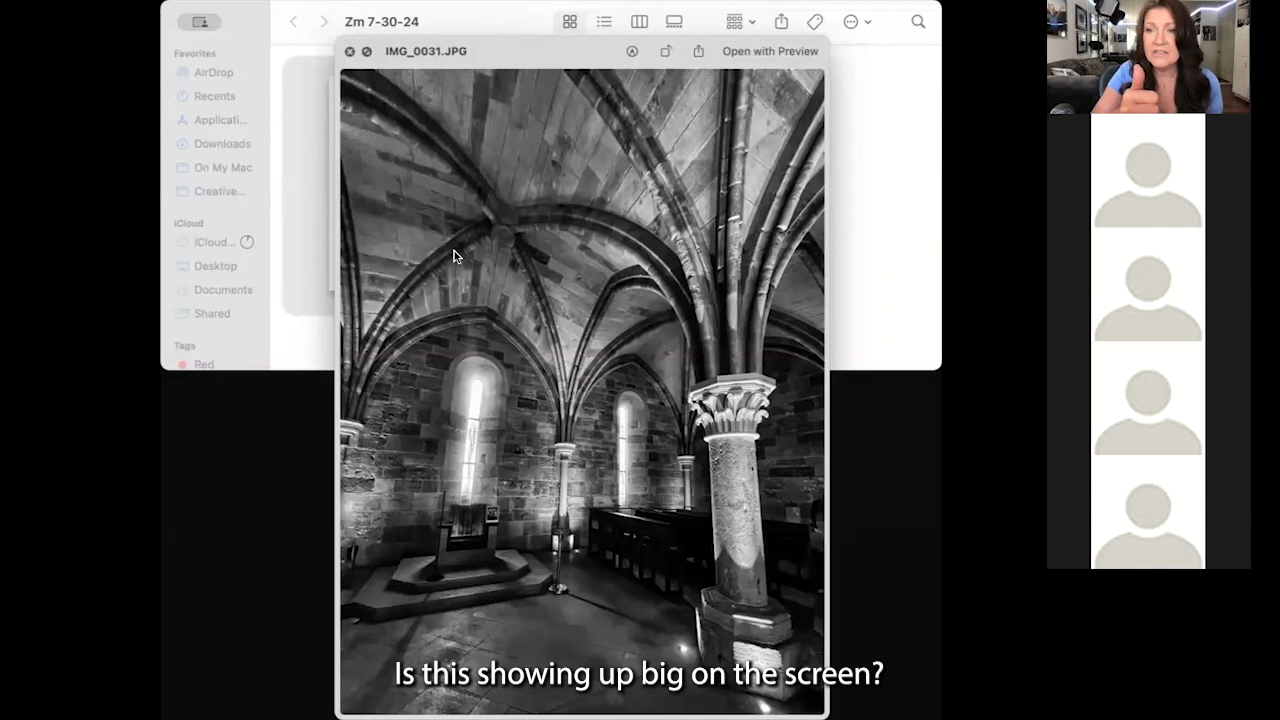 Zm 7-30-24
IMG_0031.JPG
Open with Preview
Favorites
AirDrop
Recents
Applicati...
Downloads
On My Mac
Creative...
iCloud
iCloud...
Desktop
Documents
Shared
Tags
Red
Is this showing up big on the screen?